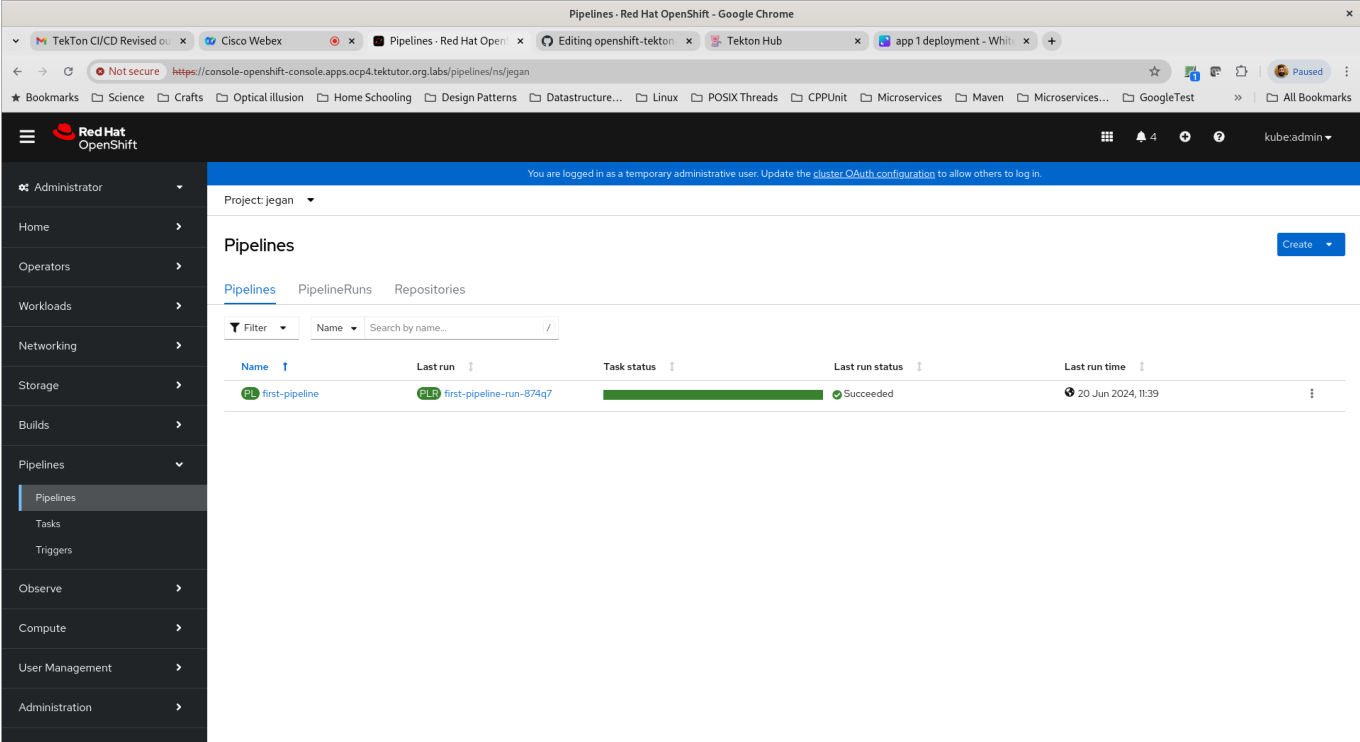 Pipelines · Red Hat OpenShift - Google Chrome
TekTon CI/CD Revised ou
Cisco Webex
Pipelines · Red Hat Open
Editing openshift-tekton-
Tekton Hub
app 1 deployment - White
Not secure https://console-openshift-console.apps.ocp4.tektutor.org.labs/pipelines/ns/jegan
1
Paused
Bookmarks Science Crafts Optical illusion Home Schooling Design Patterns Datastructure... Linux POSIX Threads CPPUnit Microservices Maven Microservices... GoogleTest » All Bookmarks
Red Hat
OpenShift
4
kube:admin
You are logged in as a temporary administrative user. Update the cluster OAuth configuration to allow others to log in.
Administrator
Home
Operators
Workloads
Networking
Storage
Builds
Pipelines
Pipelines
Tasks
Triggers
Observe
Compute
User Management
Administration
Project: jegan
Pipelines
Create
Pipelines PipelineRuns Repositories
Filter Name Search by name... /
Name Last run Task status Last run status Last run time
PL first-pipeline PLR first-pipeline-run-874q7 Succeeded 20 Jun 2024, 11:39